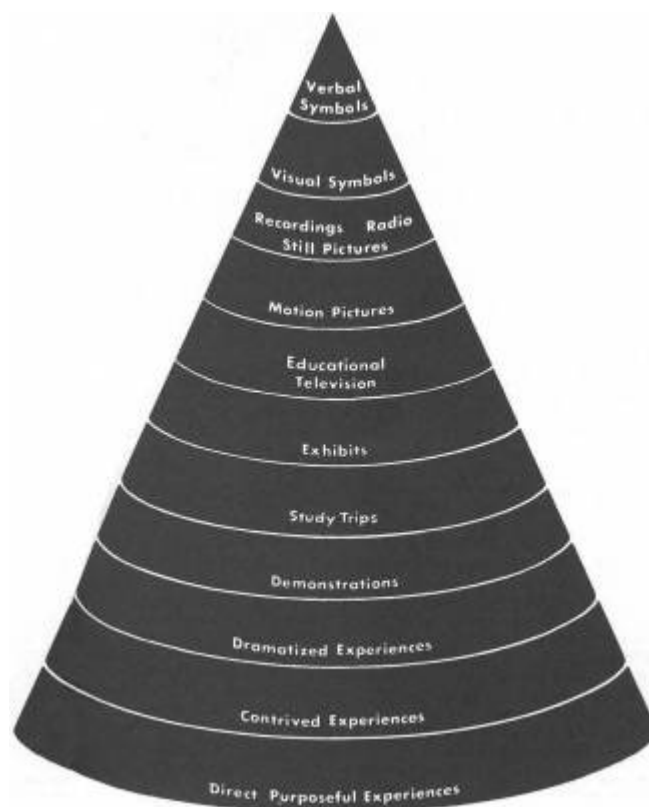 Verbal
Symbols
Visual Symbols
Recordings Radio
Still Pictures
Motion Pictures
Educational
Television
Exhibits
Study Trips
Demonstrations
Dramatized Experiences
Contrived Experiences
Direct Purposeful Experiences